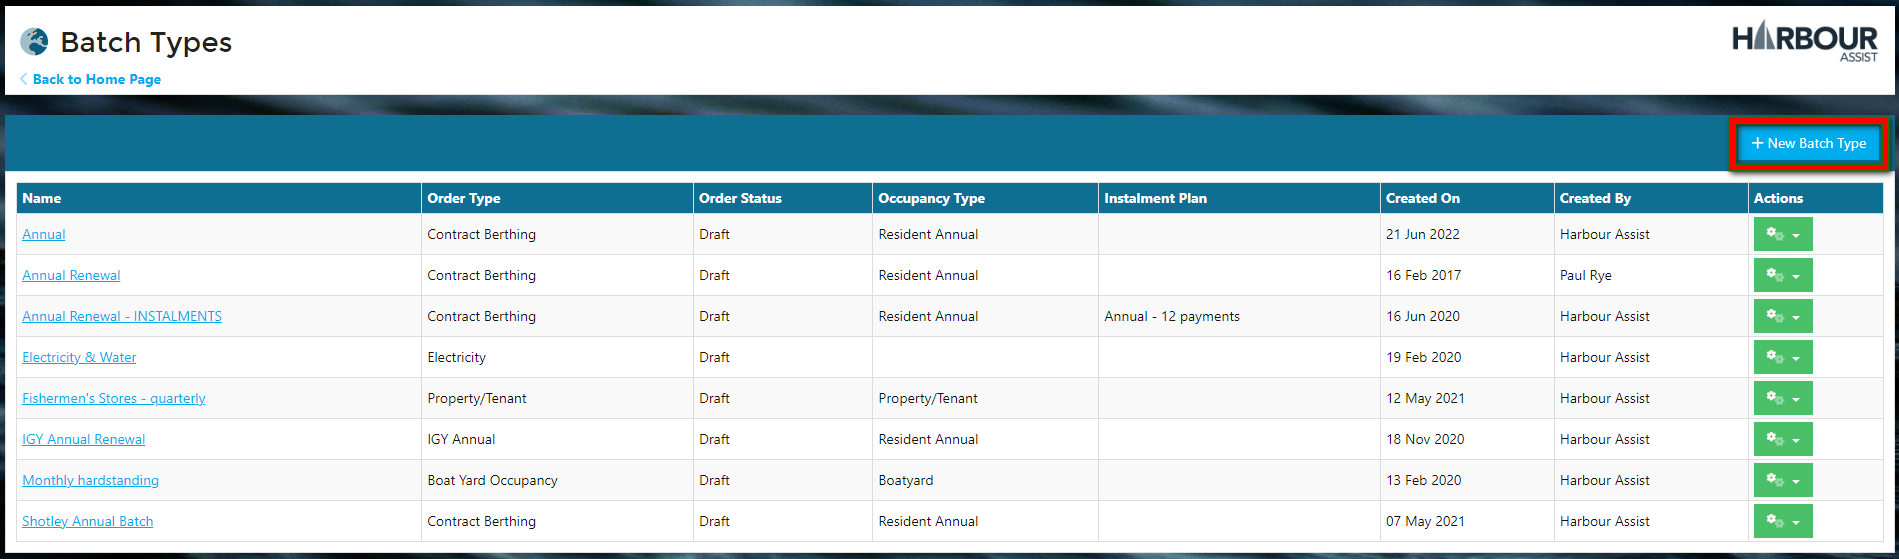 Batch Types
HARBOUR
ASSIST
Back to Home Page
+ New Batch Type
Name Order Type Order Status Occupancy Type Instalment Plan Created On Created By Actions
Annual Contract Berthing Draft Resident Annual 21 Jun 2022 Harbour Assist
Annual Renewal Contract Berthing Draft Resident Annual 16 Feb 2017 Paul Rye
Annual Renewal - INSTALMENTS Contract Berthing Draft Resident Annual Annual - 12 payments 16 Jun 2020 Harbour Assist
Electricity & Water Electricity Draft 19 Feb 2020 Harbour Assist
Fishermen's Stores - quarterly Property/Tenant Draft Property/Tenant 12 May 2021 Harbour Assist
IGY Annual Renewal IGY Annual Draft Resident Annual 18 Nov 2020 Harbour Assist
Monthly hardstanding Boat Yard Occupancy Draft Boatyard 13 Feb 2020 Harbour Assist
Shotley Annual Batch Contract Berthing Draft Resident Annual 07 May 2021 Harbour Assist